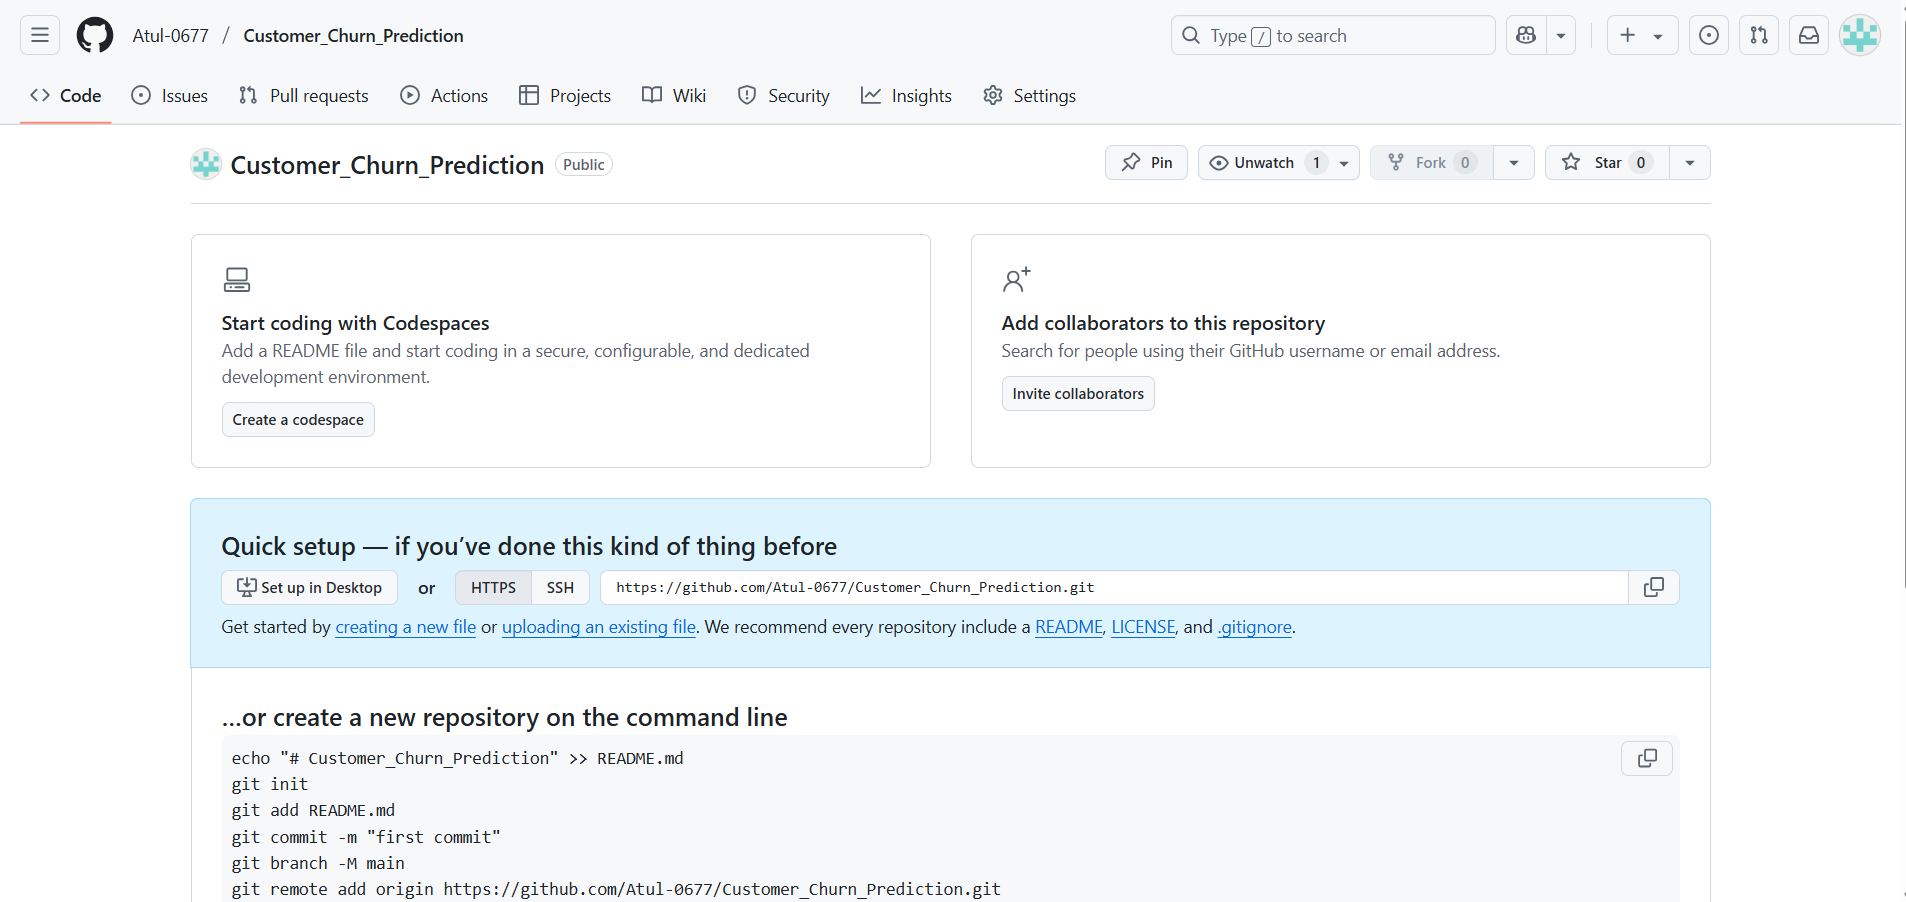 Atul-0677 / Customer_Churn_Prediction
Type / to search
Code
Issues
Pull requests
Actions
Projects
Wiki
Security
Insights
Settings
Customer_Churn_Prediction Public
Pin
Unwatch 1
Fork 0
Star 0
Start coding with Codespaces
Add a README file and start coding in a secure, configurable, and dedicated
development environment.
Create a codespace
Add collaborators to this repository
Search for people using their GitHub username or email address.
Invite collaborators
Quick setup — if you’ve done this kind of thing before
Set up in Desktop or HTTPS SSH https://github.com/Atul-0677/Customer_Churn_Prediction.git
Get started by creating a new file or uploading an existing file. We recommend every repository include a README, LICENSE, and .gitignore.
…or create a new repository on the command line
echo "# Customer_Churn_Prediction" >> README.md
git init
git add README.md
git commit -m "first commit"
git branch -M main
git remote add origin https://github.com/Atul-0677/Customer_Churn_Prediction.git